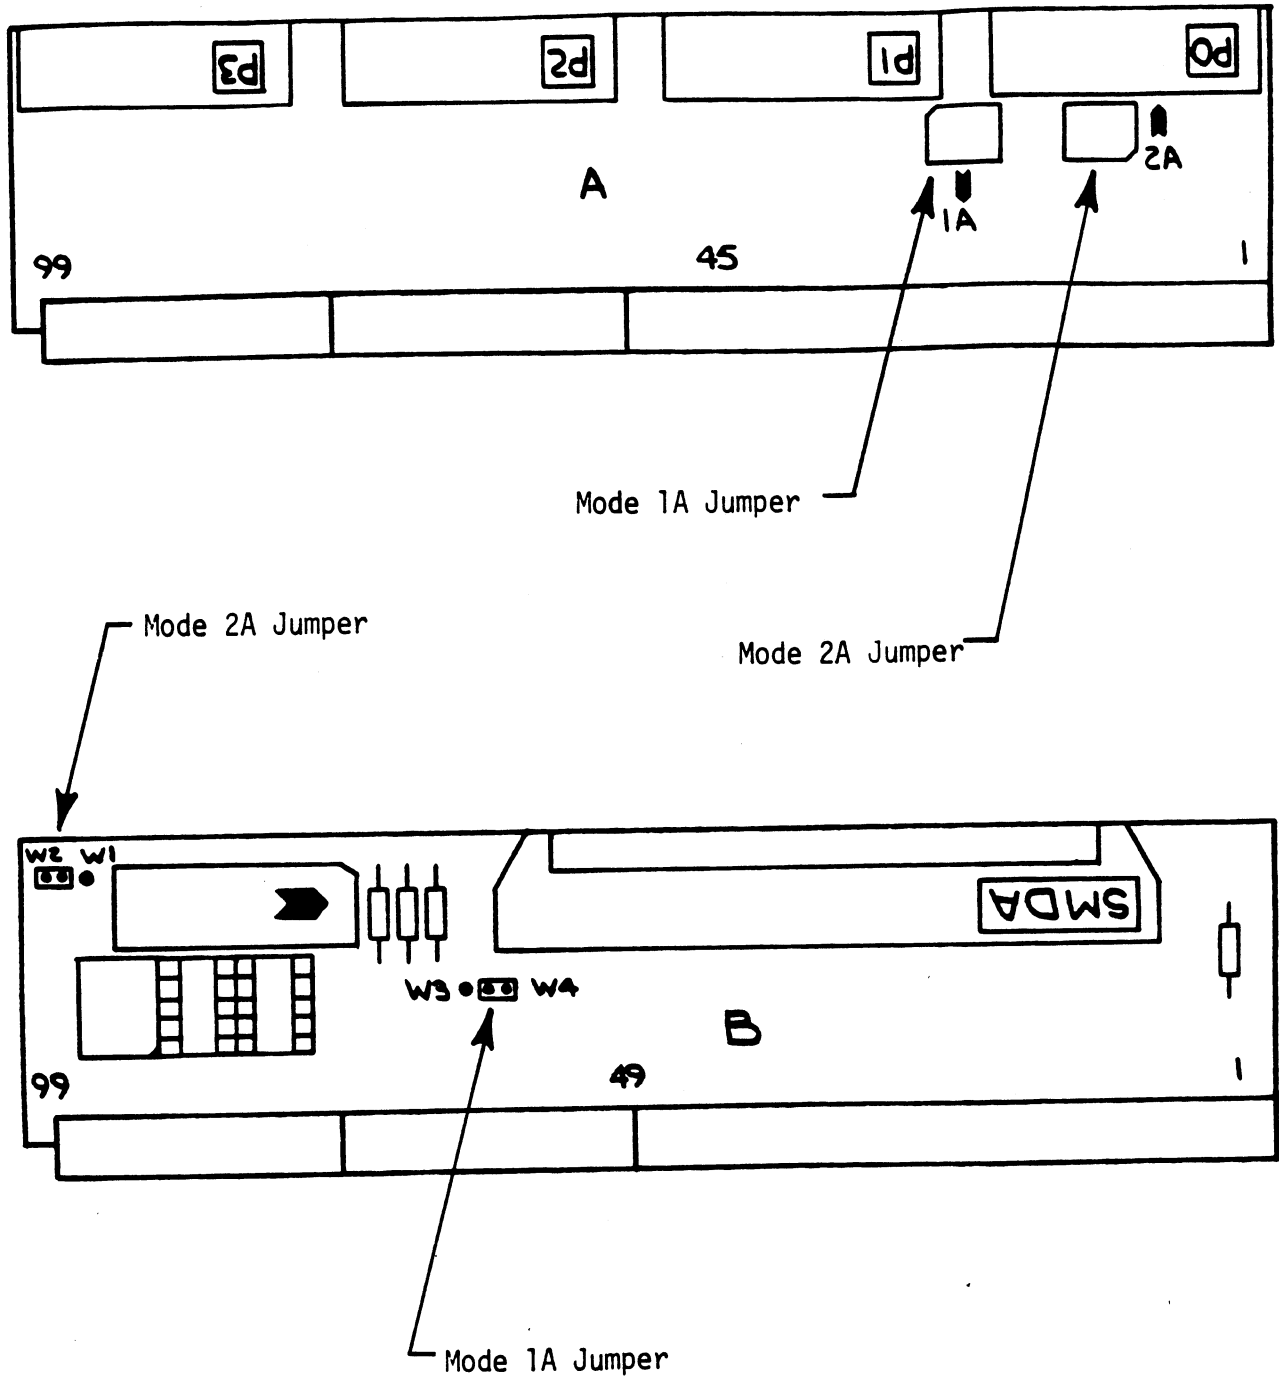 P3
P2
P1
P0
2A
1A
A
99
45
1
Mode 1A Jumper
Mode 2A Jumper
Mode 2A Jumper
W2 W1
SMDA
W3
W4
B
99
49
1
Mode 1A Jumper